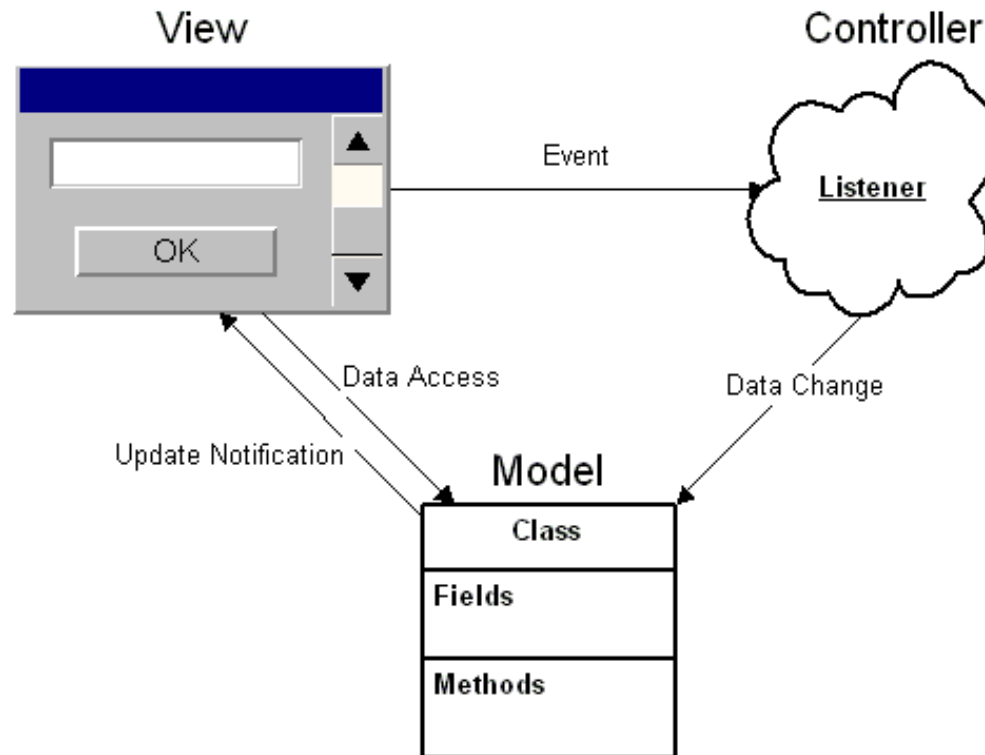 View
Controller
Event
Listener
OK
Data Access
Data Change
Update Notification
Model
Class
Fields
Methods